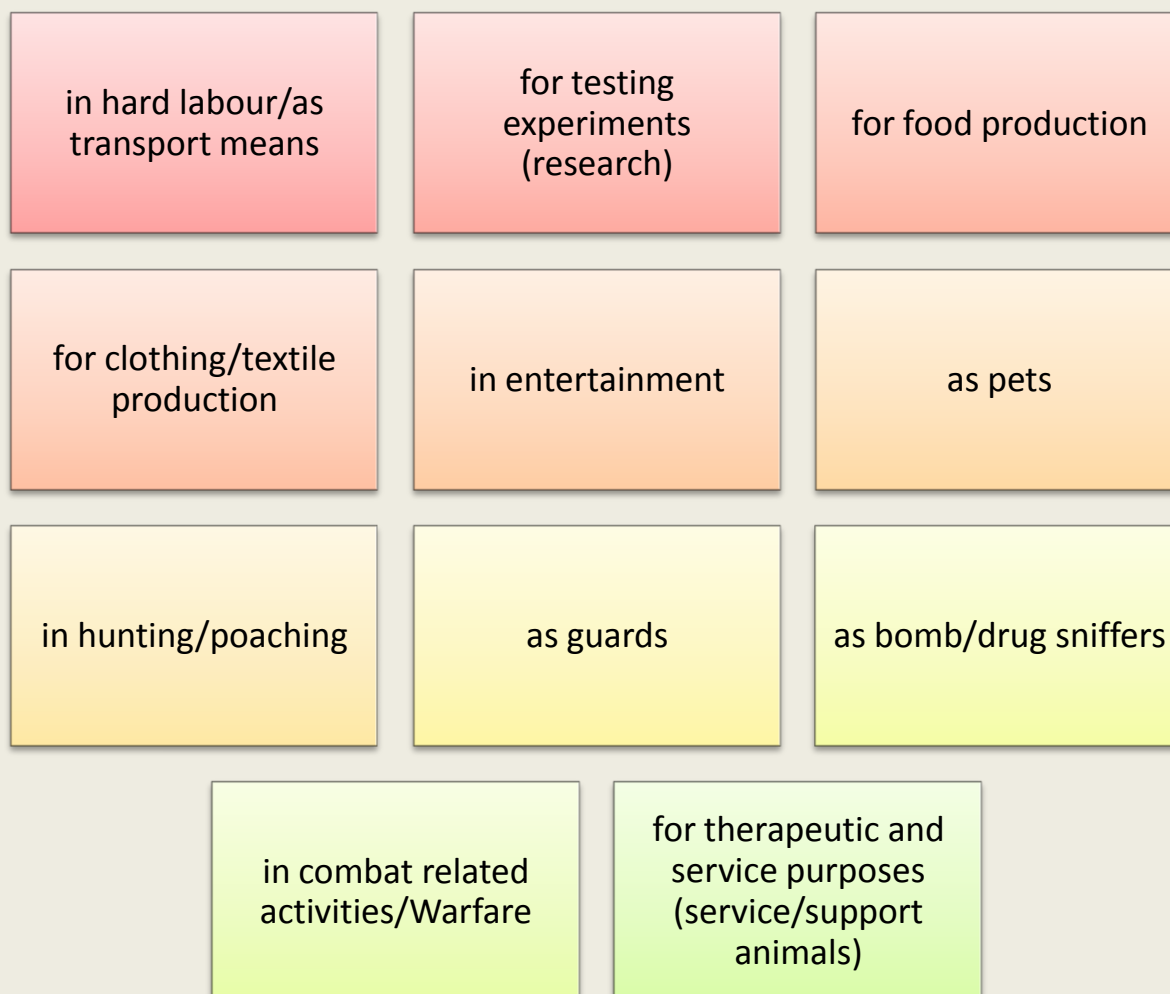 in hard labour/as
transport means
for testing
experiments
(research)
for food production
for clothing/textile
production
in entertainment
as pets
in hunting/poaching
as guards
as bomb/drug sniffers
in combat related
activities/Warfare
for therapeutic and
service purposes
(service/support
animals)